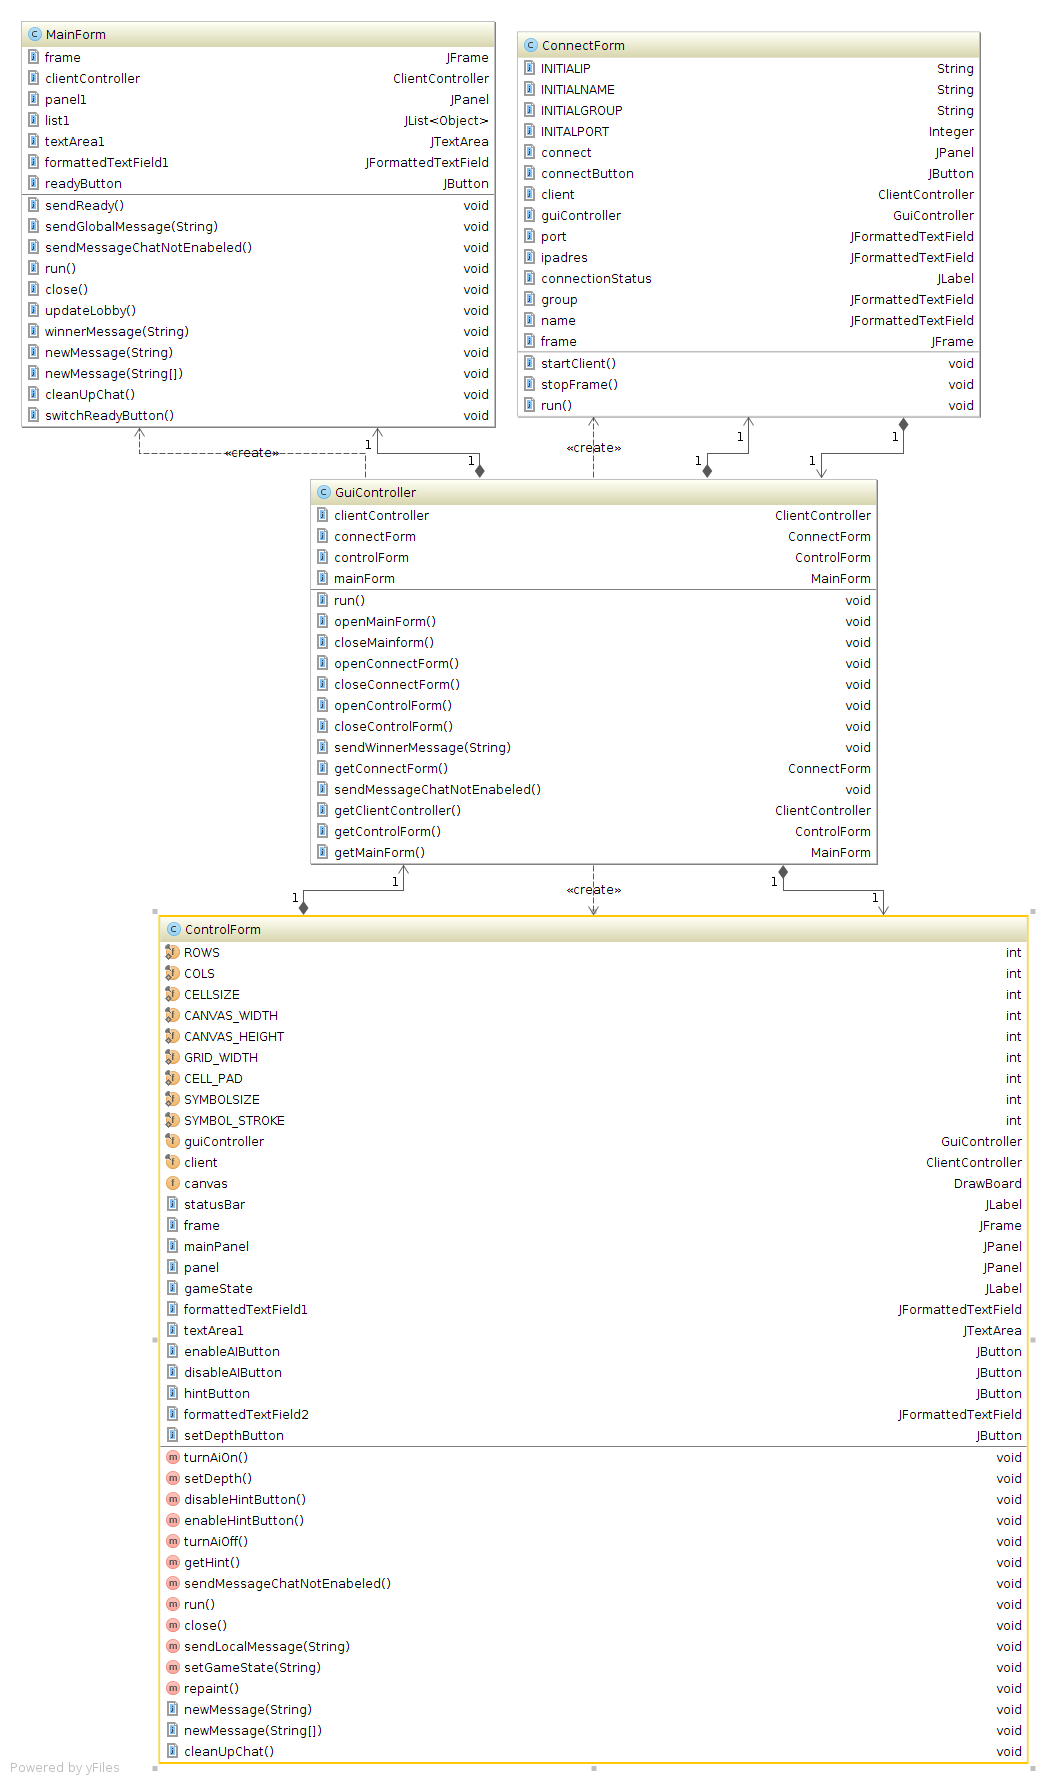 C MainForm
frame JFrame
clientController ClientController
panel1 JPanel
list1 JList<Object>
textArea1 JTextArea
formattedTextField1 JFormattedTextField
readyButton JButton
sendReady() void
sendGlobalMessage(String) void
sendMessageChatNotEnabeled() void
run() void
close() void
updateLobby() void
winnerMessage(String) void
newMessage(String) void
newMessage(String[]) void
cleanUpChat() void
switchReadyButton() void
C ConnectForm
INITIALIP String
INITIALNAME String
INITIALGROUP String
INITALPORT Integer
connect JPanel
connectButton JButton
client ClientController
guiController GuiController
port JFormattedTextField
ipadres JFormattedTextField
connectionStatus JLabel
group JFormattedTextField
name JFormattedTextField
frame JFrame
startClient() void
stopFrame() void
run() void
«create»
1
1
«create»
1
1
1
1
C GuiController
clientController ClientController
connectForm ConnectForm
controlForm ControlForm
mainForm MainForm
run() void
openMainForm() void
closeMainform() void
openConnectForm() void
closeConnectForm() void
openControlForm() void
closeControlForm() void
sendWinnerMessage(String) void
getConnectForm() ConnectForm
sendMessageChatNotEnabeled() void
getClientController() ClientController
getControlForm() ControlForm
getMainForm() MainForm
1
1
«create»
1
1
C ControlForm
f ROWS int
f COLS int
f CELLSIZE int
f CANVAS_WIDTH int
f CANVAS_HEIGHT int
f GRID_WIDTH int
f CELL_PAD int
f SYMBOLSIZE int
f SYMBOL_STROKE int
f guiController GuiController
f client ClientController
f canvas DrawBoard
statusBar JLabel
frame JFrame
mainPanel JPanel
panel JPanel
gameState JLabel
formattedTextField1 JFormattedTextField
textArea1 JTextArea
enableAIButton JButton
disableAIButton JButton
hintButton JButton
formattedTextField2 JFormattedTextField
setDepthButton JButton
m turnAiOn() void
m setDepth() void
m disableHintButton() void
m enableHintButton() void
m turnAiOff() void
m getHint() void
m sendMessageChatNotEnabeled() void
m run() void
m close() void
m sendLocalMessage(String) void
m setGameState(String) void
m repaint() void
newMessage(String) void
newMessage(String[]) void
cleanUpChat() void
Powered by yFiles